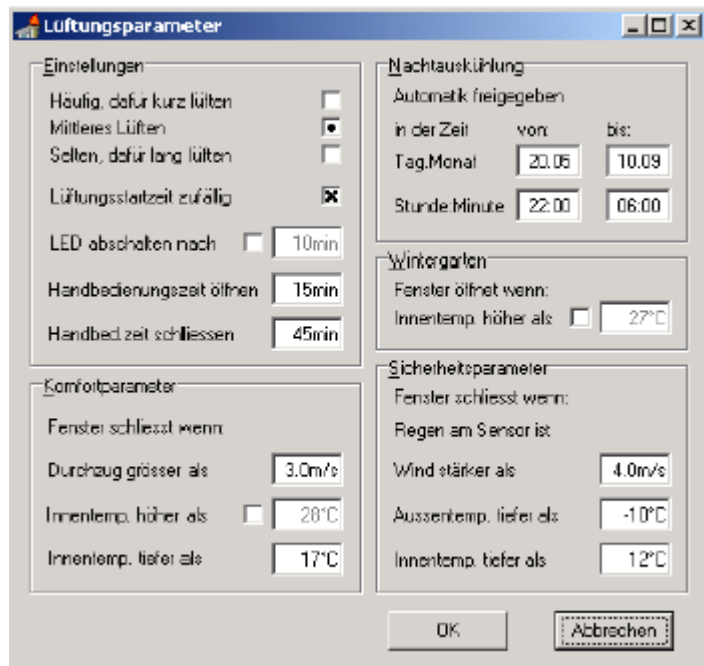 Lüftungsparameter
Einstellungen
Häufig, dafür kurz lüften
Mittleres Lüften
Selten, dafür lang lüften
Lüftungsstartzeit zufällig
LED abschalten nach 10min
Handbedienungszeit öffnen 15min
Handbed.zeit schliessen 45min
Komfortparameter
Fenster schliesst wenn:
Durchzug grösser als 3.0m/s
Innentemp. höher als 28°C
Innentemp. tiefer als 17°C
Nachtauskühlung
Automatik freigegeben
in der Zeit von: bis:
Tag.Monat 20.05 10.09
Stunde:Minute 22:00 06:00
Wintergarten
Fenster öffnet wenn:
Innentemp. höher als 27°C
Sicherheitsparameter
Fenster schliesst wenn:
Regen am Sensor ist
Wind stärker als 4.0m/s
Aussentemp. tiefer als -10°C
Innentemp. tiefer als 12°C
OK Abbrechen